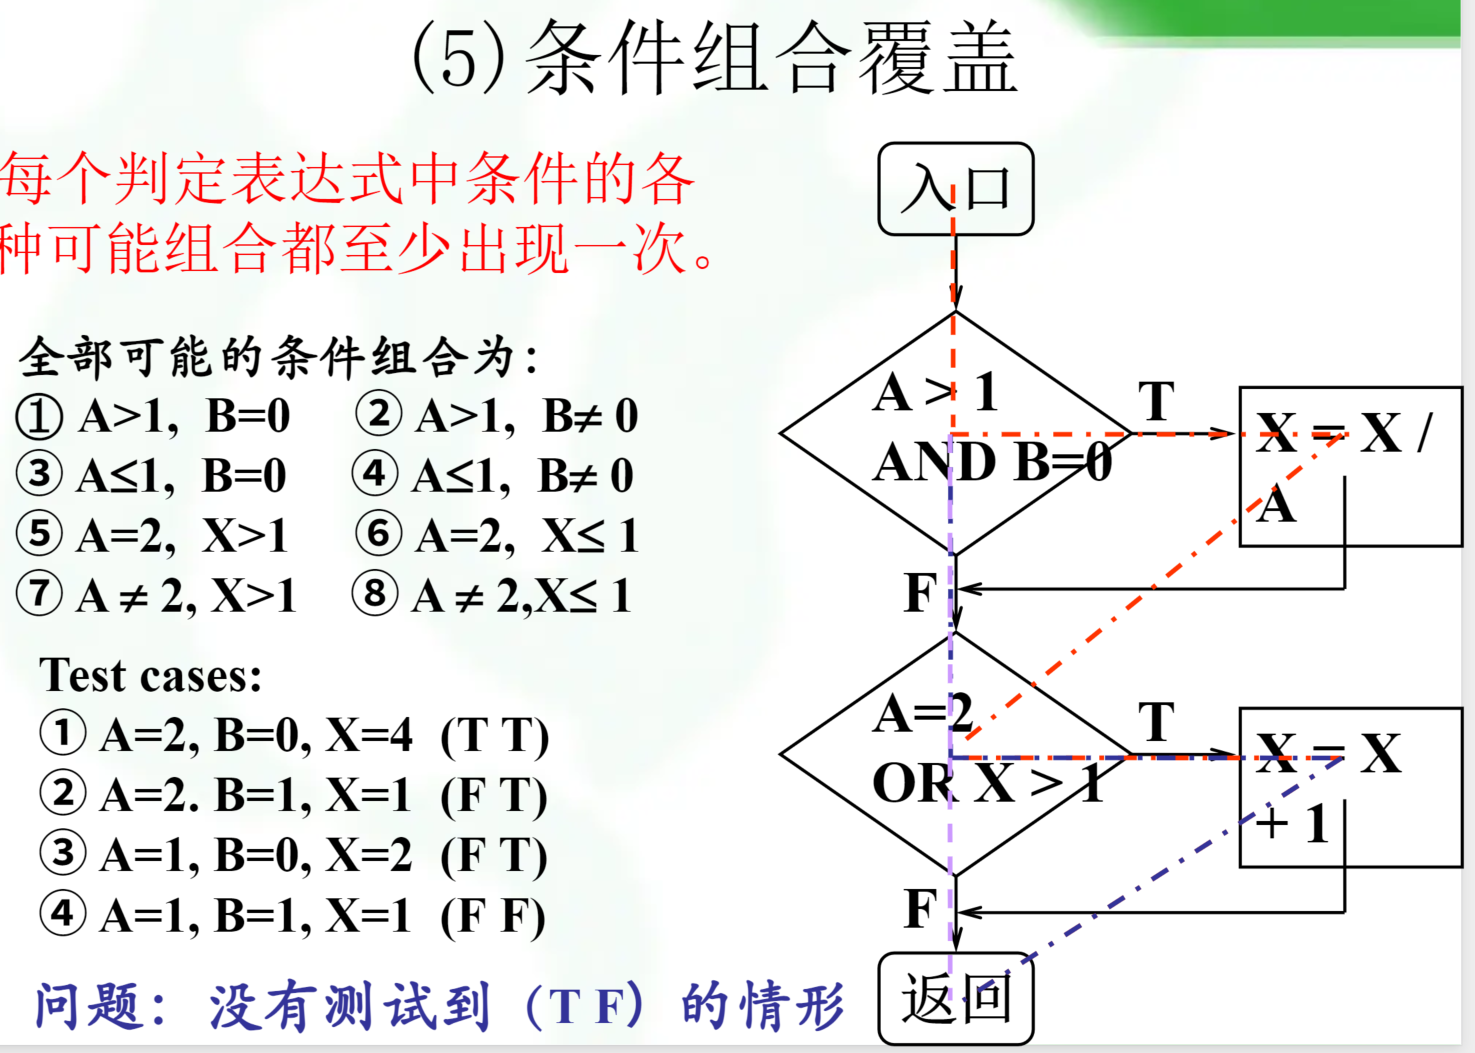 (5)条件组合覆盖
每个判定表达式中条件的各
种可能组合都至少出现一次。
全部可能的条件组合为：
① A>1, B=0 ② A>1, B≠ 0
③ A≤1, B=0 ④ A≤1, B≠ 0
⑤ A=2, X>1 ⑥ A=2, X≤ 1
⑦ A ≠ 2, X>1 ⑧ A ≠ 2,X≤ 1
Test cases:
① A=2, B=0, X=4 (T T)
② A=2. B=1, X=1 (F T)
③ A=1, B=0, X=2 (F T)
④ A=1, B=1, X=1 (F F)
问题：没有测试到（T F）的情形
入口
A > 1
AND B=0
T
X = X /
A
F
A=2
OR X > 1
T
X = X
+ 1
F
返回